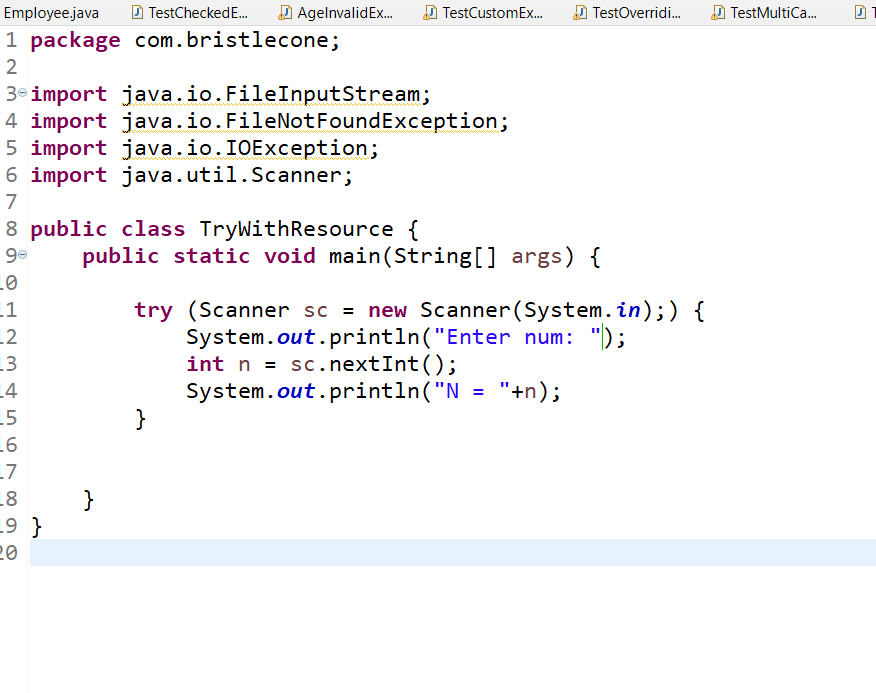 Employee.java TestCheckedE... AgeInvalidEx... TestCustomEx... TestOverridi... TestMultiCa...
1 package com.bristlecone;
2
3 import java.io.FileInputStream;
4 import java.io.FileNotFoundException;
5 import java.io.IOException;
6 import java.util.Scanner;
7
8 public class TryWithResource {
9 public static void main(String[] args) {
10
11 try (Scanner sc = new Scanner(System.in);) {
12 System.out.println("Enter num: ");
13 int n = sc.nextInt();
14 System.out.println("N = "+n);
15 }
16
17
18 }
19 }
20